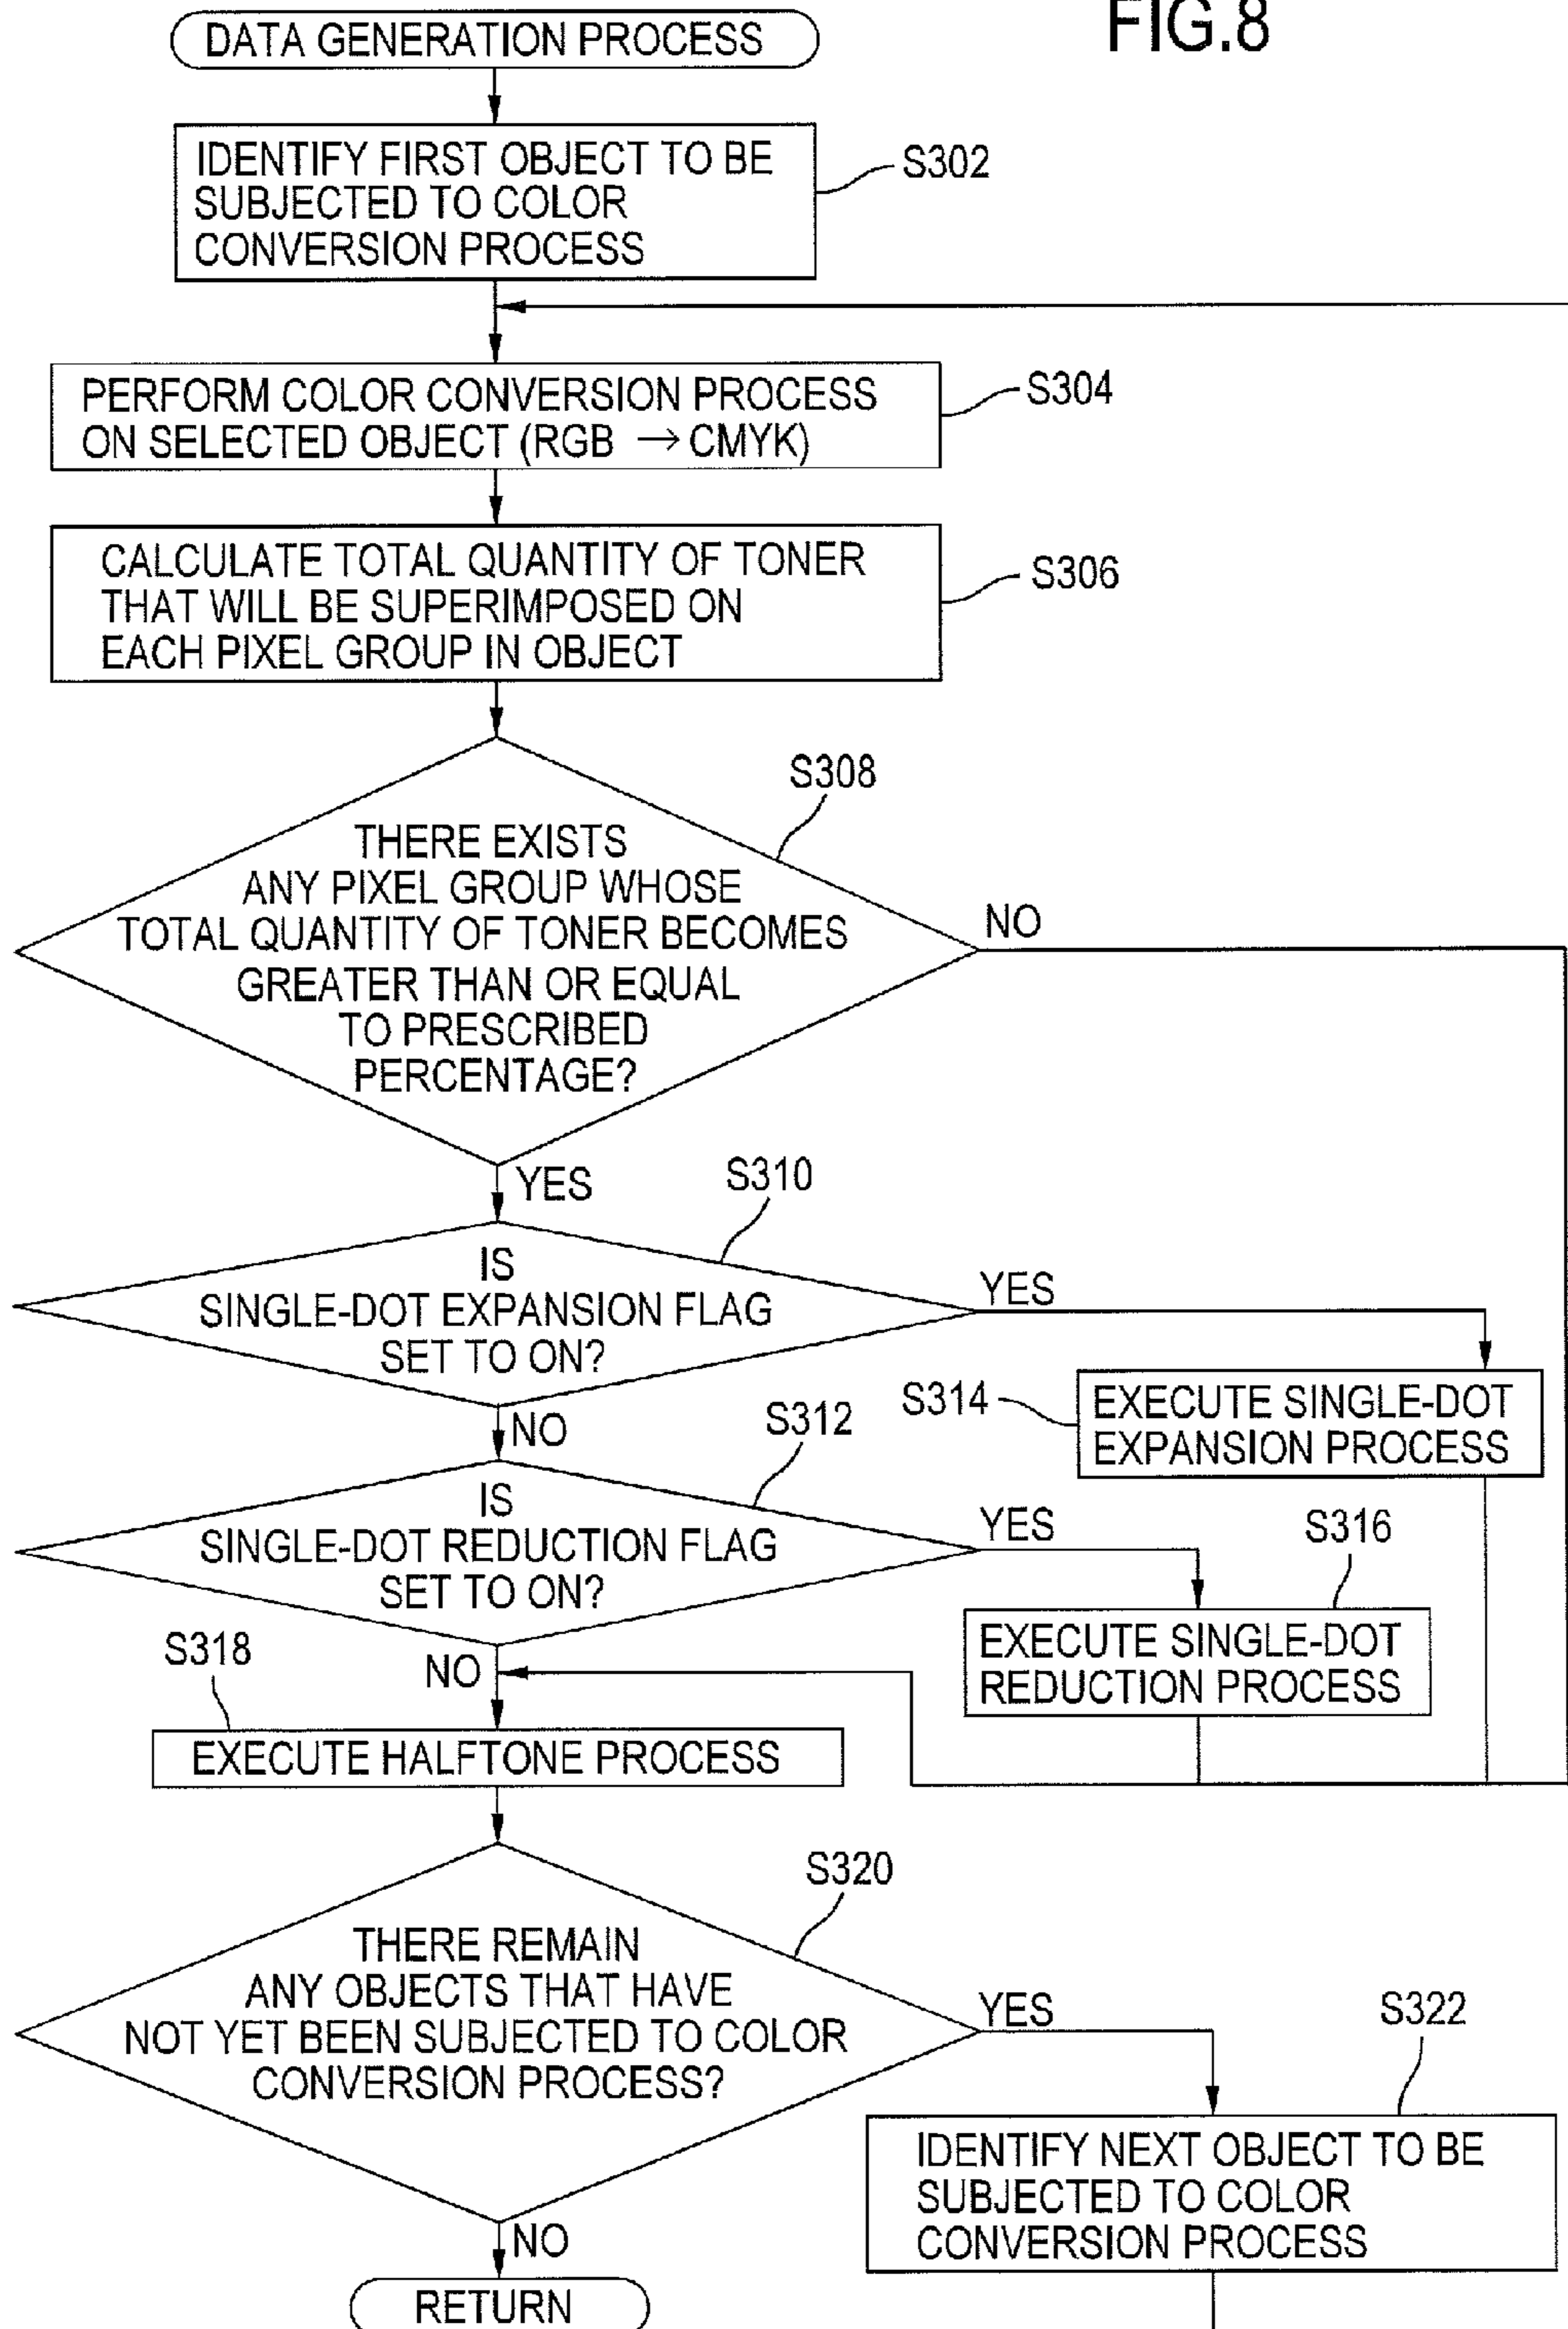 FIG.8
DATA GENERATION PROCESS
IDENTIFY FIRST OBJECT TO BE
SUBJECTED TO COLOR
CONVERSION PROCESS
S302
PERFORM COLOR CONVERSION PROCESS
ON SELECTED OBJECT (RGB → CMYK)
S304
CALCULATE TOTAL QUANTITY OF TONER
THAT WILL BE SUPERIMPOSED ON
EACH PIXEL GROUP IN OBJECT
S306
S308
THERE EXISTS
ANY PIXEL GROUP WHOSE
TOTAL QUANTITY OF TONER BECOMES
GREATER THAN OR EQUAL
TO PRESCRIBED
PERCENTAGE?
NO
YES
S310
IS
SINGLE-DOT EXPANSION FLAG
SET TO ON?
YES
NO
S314
EXECUTE SINGLE-DOT
EXPANSION PROCESS
S312
IS
SINGLE-DOT REDUCTION FLAG
SET TO ON?
YES
S316
EXECUTE SINGLE-DOT
REDUCTION PROCESS
NO
S318
EXECUTE HALFTONE PROCESS
S320
THERE REMAIN
ANY OBJECTS THAT HAVE
NOT YET BEEN SUBJECTED TO COLOR
CONVERSION PROCESS?
YES
S322
IDENTIFY NEXT OBJECT TO BE
SUBJECTED TO COLOR
CONVERSION PROCESS
NO
RETURN